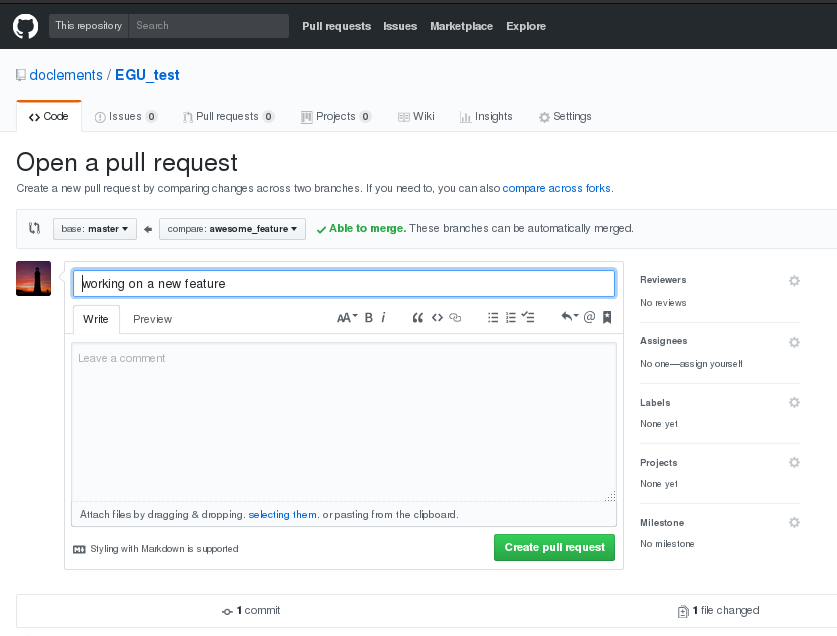 This repository Search Pull requests Issues Marketplace Explore
doclements / EGU_test
Code Issues 0 Pull requests 0 Projects 0 Wiki Insights Settings
Open a pull request
Create a new pull request by comparing changes across two branches. If you need to, you can also compare across forks.
base: master compare: awesome_feature Able to merge. These branches can be automatically merged.
working on a new feature
Write Preview AA B i
Leave a comment
Attach files by dragging & dropping, selecting them, or pasting from the clipboard.
Styling with Markdown is supported Create pull request
Reviewers
No reviews
Assignees
No one—assign yourself
Labels
None yet
Projects
None yet
Milestone
No milestone
1 commit 1 file changed